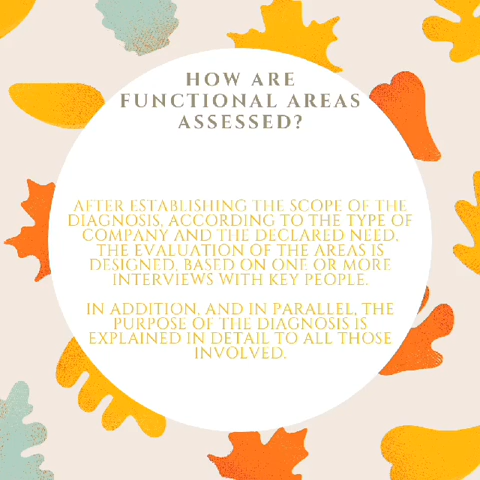 HOW ARE
FUNCTIONAL AREAS
ASSESSED?
AFTER ESTABLISHING THE SCOPE OF THE
DIAGNOSIS, ACCORDING TO THE TYPE OF
COMPANY AND THE DECLARED NEED,
THE EVALUATION OF THE AREAS IS
DESIGNED, BASED ON ONE OR MORE
INTERVIEWS WITH KEY PEOPLE.
IN ADDITION, AND IN PARALLEL, THE
PURPOSE OF THE DIAGNOSIS IS
EXPLAINED IN DETAIL TO ALL THOSE
INVOLVED.